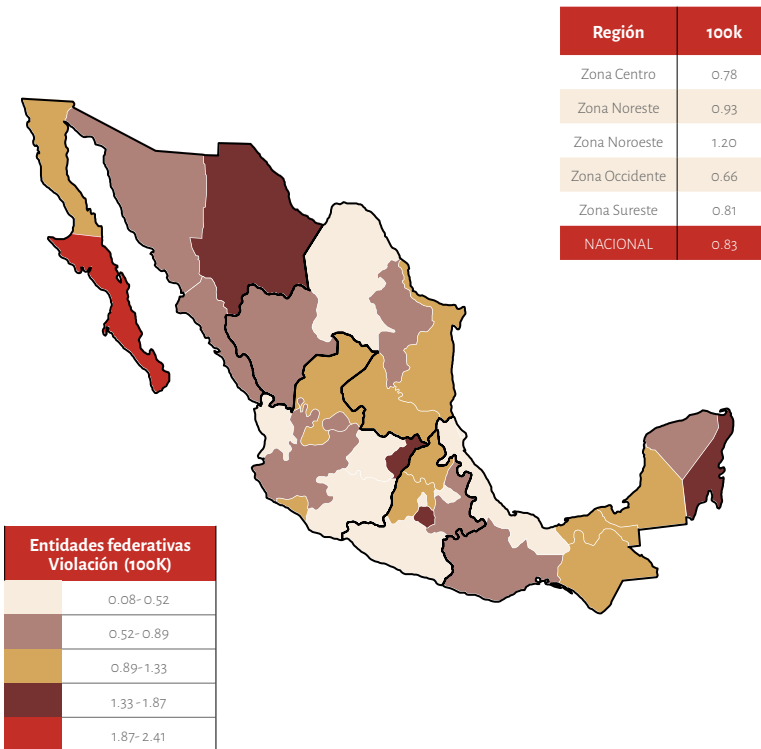 Región 100k
Zona Centro 0.78
Zona Noreste 0.93
Zona Noroeste 1.20
Zona Occidente 0.66
Zona Sureste 0.81
NACIONAL 0.83
Entidades federativas
Violación (100K)
0.08-0.52
0.52-0.89
0.89-1.33
1.33-1.87
1.87-2.41